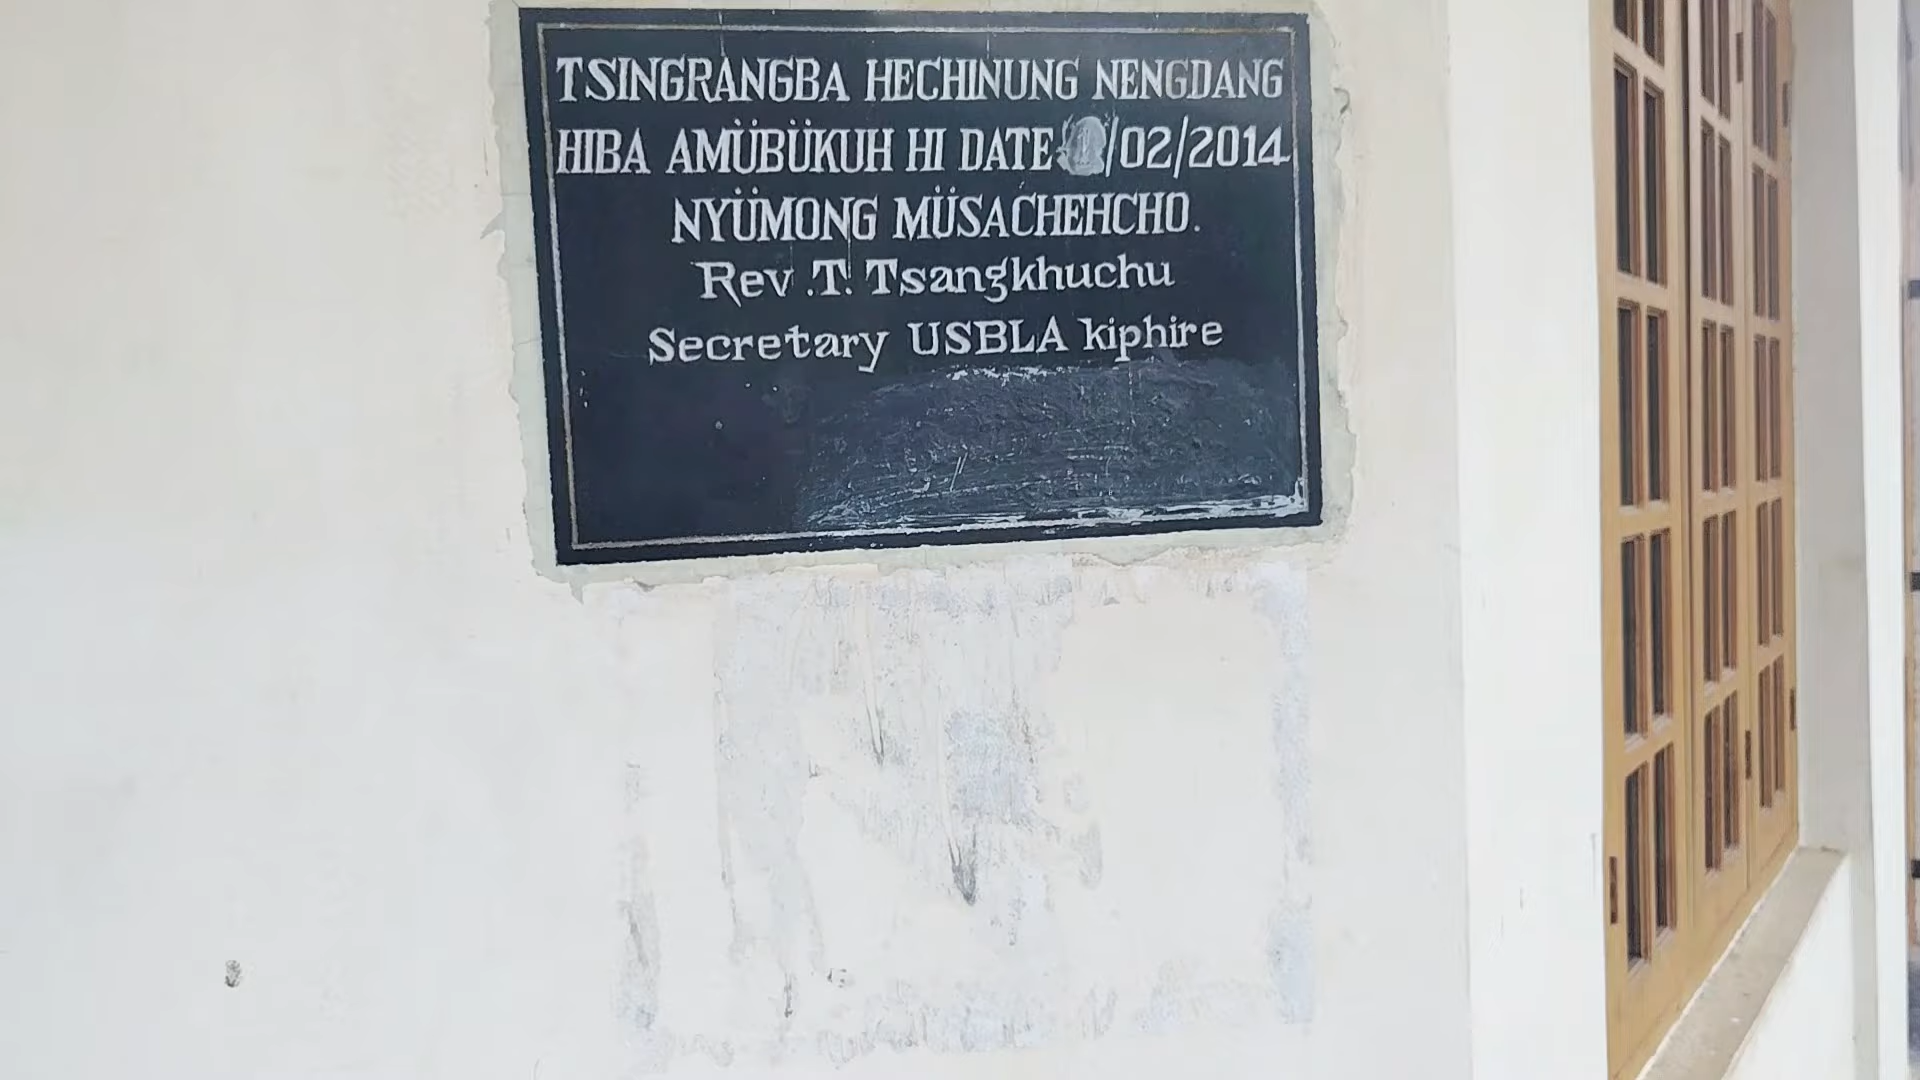 TSINGRANGBA HECHINUNG NENGDANG
HIBA AMÜBÜKUH HI DATE /02/2014
NYÜMONG MÜSACHEHCHO.
Rev .T. Tsangkhuchu
Secretary USBLA kiphire